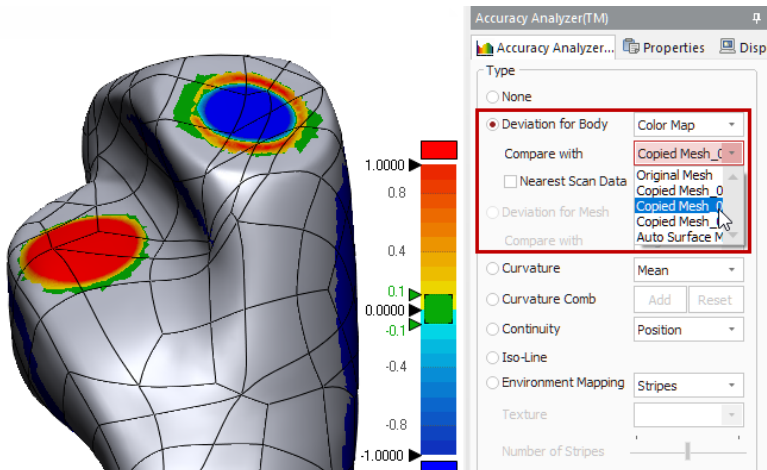 Accuracy Analyzer(TM)
Accuracy Analyzer... Properties Disp
Type
None
Deviation for Body Color Map
Compare with Copied Mesh_0
Nearest Scan Data
Original Mesh
Copied Mesh_0
Copied Mesh_0
Copied Mesh_
Auto Surface M
Deviation for Mesh
Compare with
Curvature Mean
Curvature Comb Add Reset
Continuity Position
Iso-Line
Environment Mapping Stripes
Texture
Number of Stripes
1.0000
0.8
0.4
0.1
0.0000
-0.1
-0.4
-0.8
-1.0000